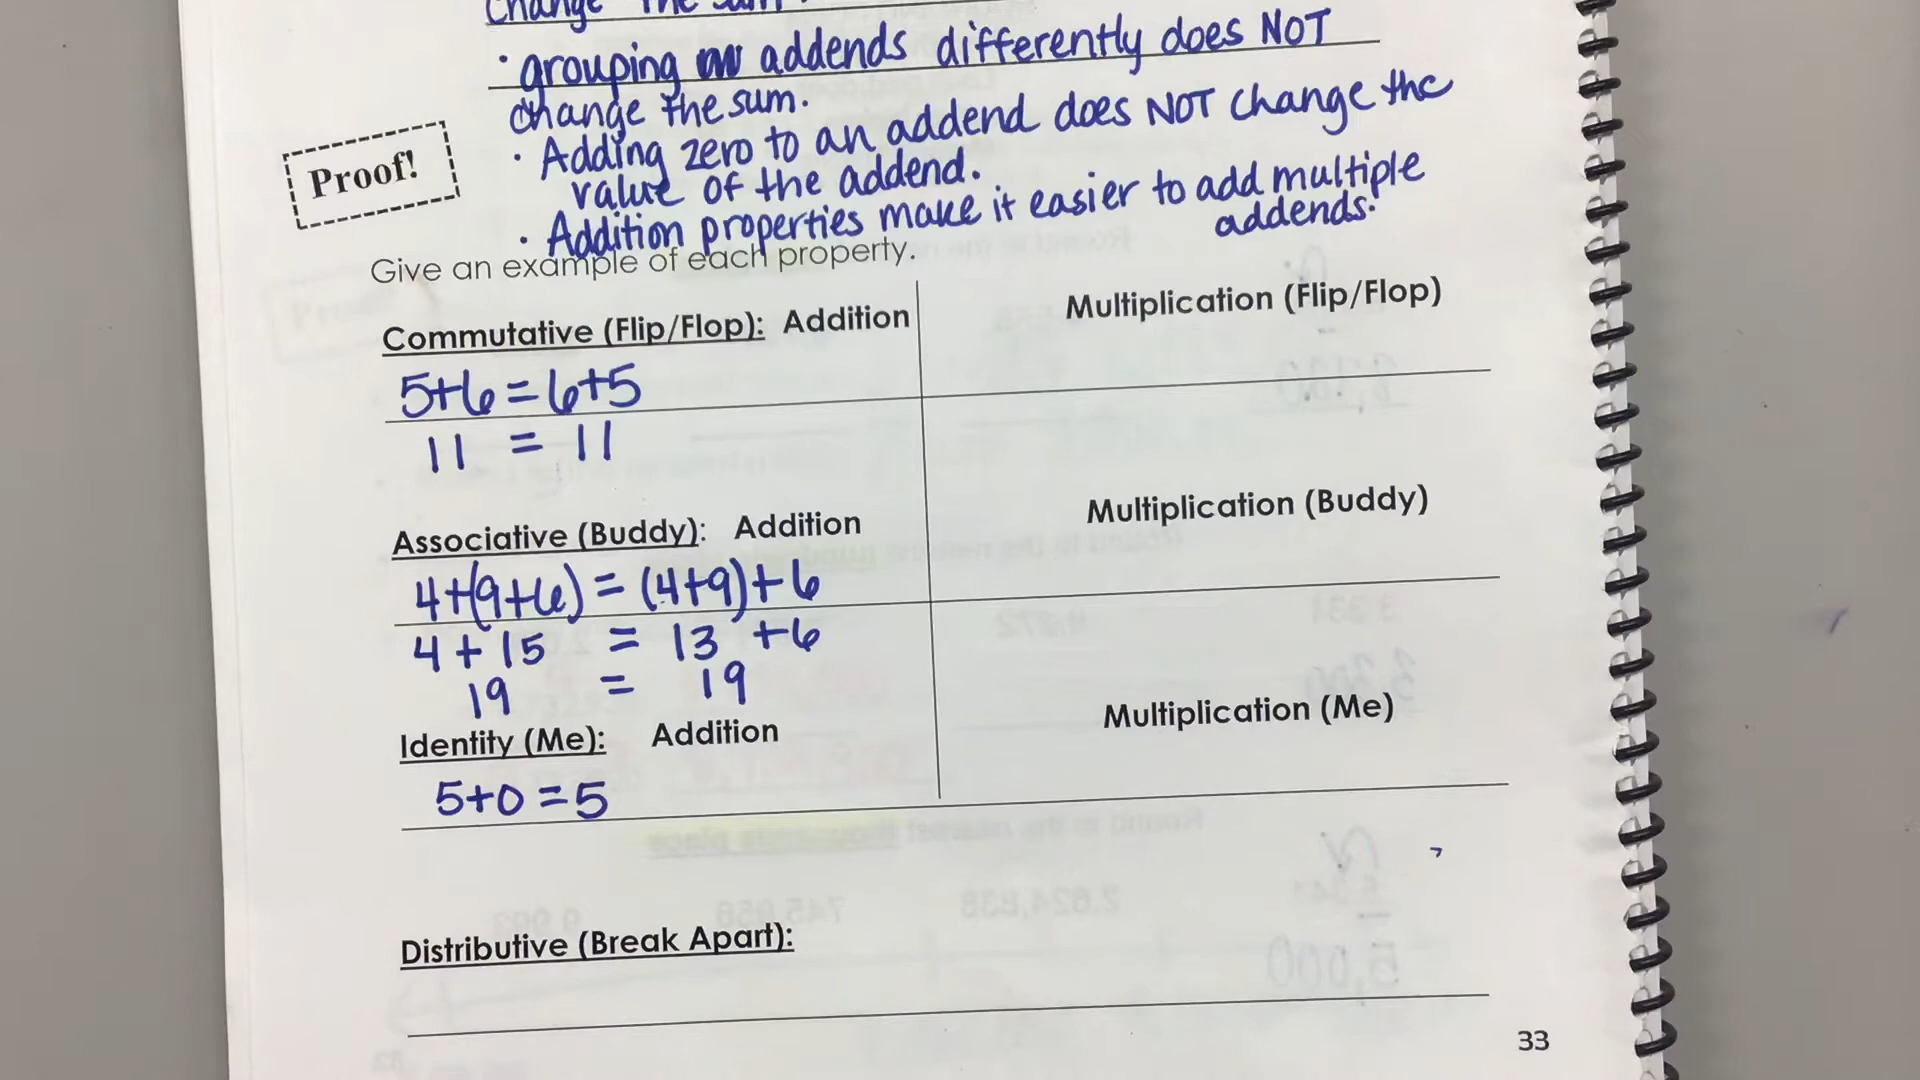 Change the sum.
· grouping addends differently does NOT
change the sum.
· Adding zero to an addend does NOT change the
value of the addend.
· Addition properties make it easier to add multiple
addends.
Proof!
Give an example of each property.
Commutative (Flip/Flop): Addition
Multiplication (Flip/Flop)
5+6=6+5
11 = 11
Associative (Buddy): Addition
Multiplication (Buddy)
4+(9+6) = (4+9)+6
4+15 = 13 +6
19 = 19
Identity (Me): Addition
Multiplication (Me)
5+0=5
Distributive (Break Apart):
33